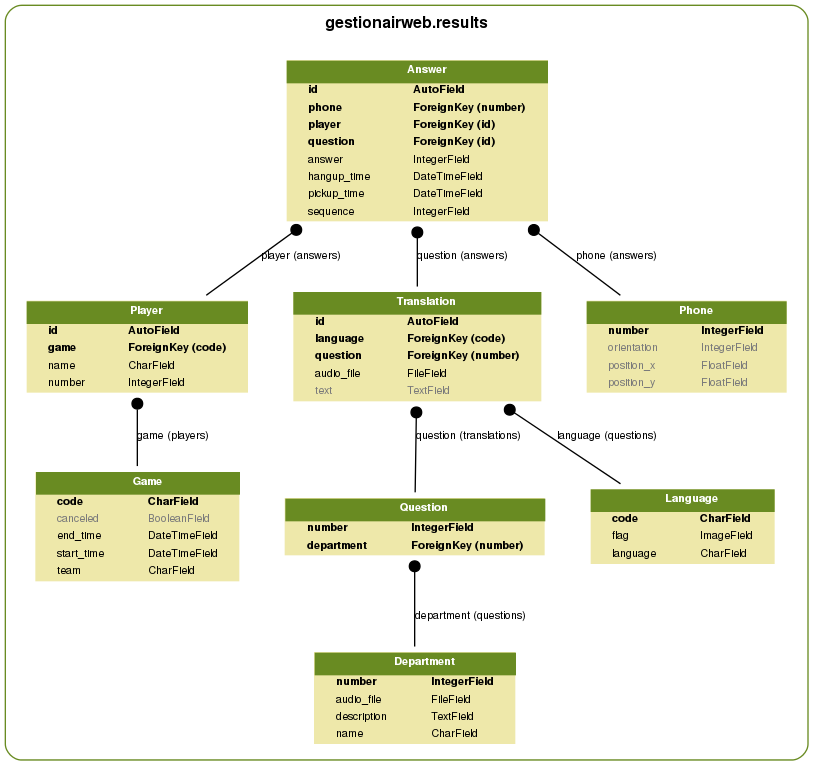 gestionairweb.results
Answer
id AutoField
phone ForeignKey (number)
player ForeignKey (id)
question ForeignKey (id)
answer IntegerField
hangup_time DateTimeField
pickup_time DateTimeField
sequence IntegerField
player (answers)
question (answers)
phone (answers)
Player
id AutoField
game ForeignKey (code)
name CharField
number IntegerField
Translation
id AutoField
language ForeignKey (code)
question ForeignKey (number)
audio_file FileField
text TextField
Phone
number IntegerField
orientation IntegerField
position_x FloatField
position_y FloatField
game (players)
question (translations)
language (questions)
Game
code CharField
canceled BooleanField
end_time DateTimeField
start_time DateTimeField
team CharField
Question
number IntegerField
department ForeignKey (number)
Language
code CharField
flag ImageField
language CharField
department (questions)
Department
number IntegerField
audio_file FileField
description TextField
name CharField